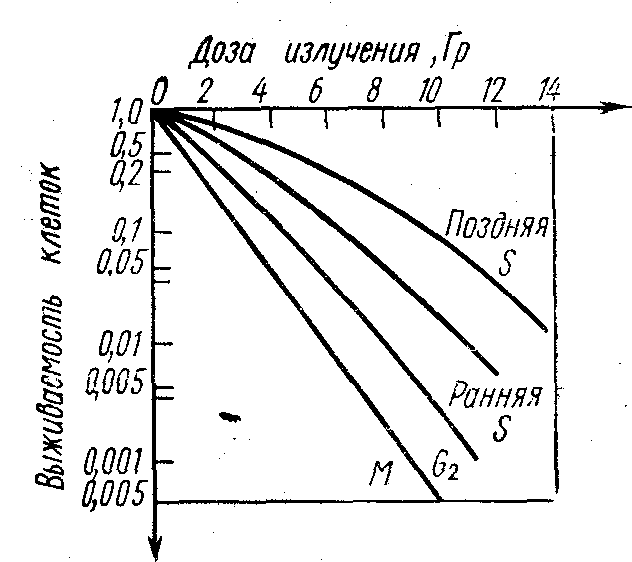 Доза излучения, Гр
0 2 4 6 8 10 12 14
Выживаемость клеток
1,0
0,5
0,2
0,1
0,05
0,01
0,005
0,001
0,005
Поздняя
S
Ранняя
S
G2
M